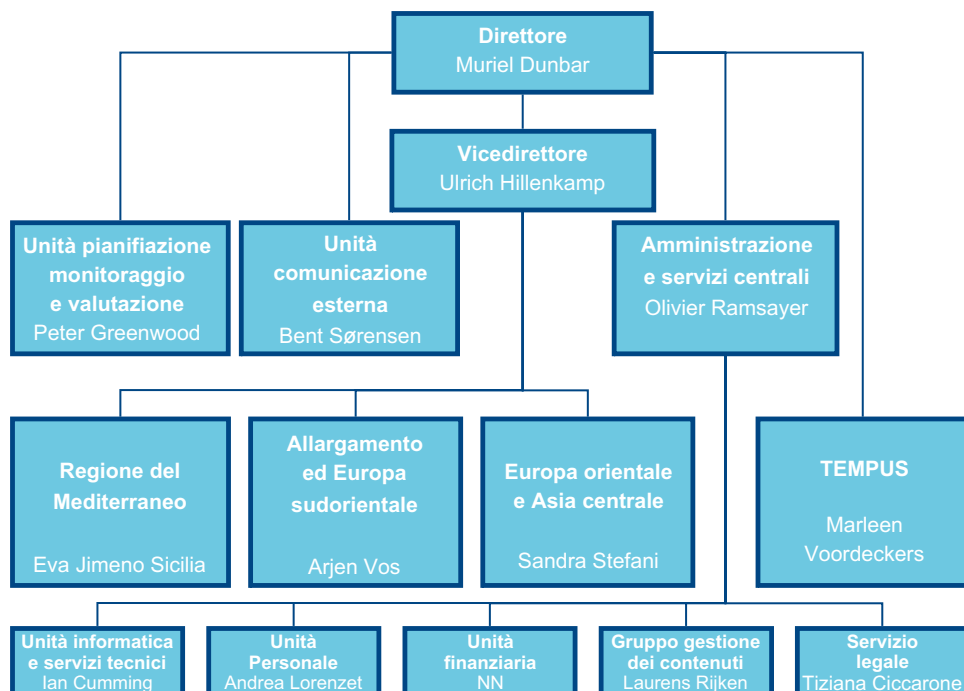 Direttore
Muriel Dunbar
Vicedirettore
Ulrich Hillenkamp
Unità pianifiazione
monitoraggio
e valutazione
Peter Greenwood
Unità
comunicazione
esterna
Bent Sørensen
Amministrazione
e servizi centrali
Olivier Ramsayer
Regione del
Mediterraneo
Eva Jimeno Sicilia
Allargamento
ed Europa
sudorientale
Arjen Vos
Europa orientale
e Asia centrale
Sandra Stefani
TEMPUS
Marleen
Voordeckers
Unità informatica
e servizi tecnici
Ian Cumming
Unità
Personale
Andrea Lorenzet
Unità
finanziaria
NN
Gruppo gestione
dei contenuti
Laurens Rijken
Servizio
legale
Tiziana Ciccarone